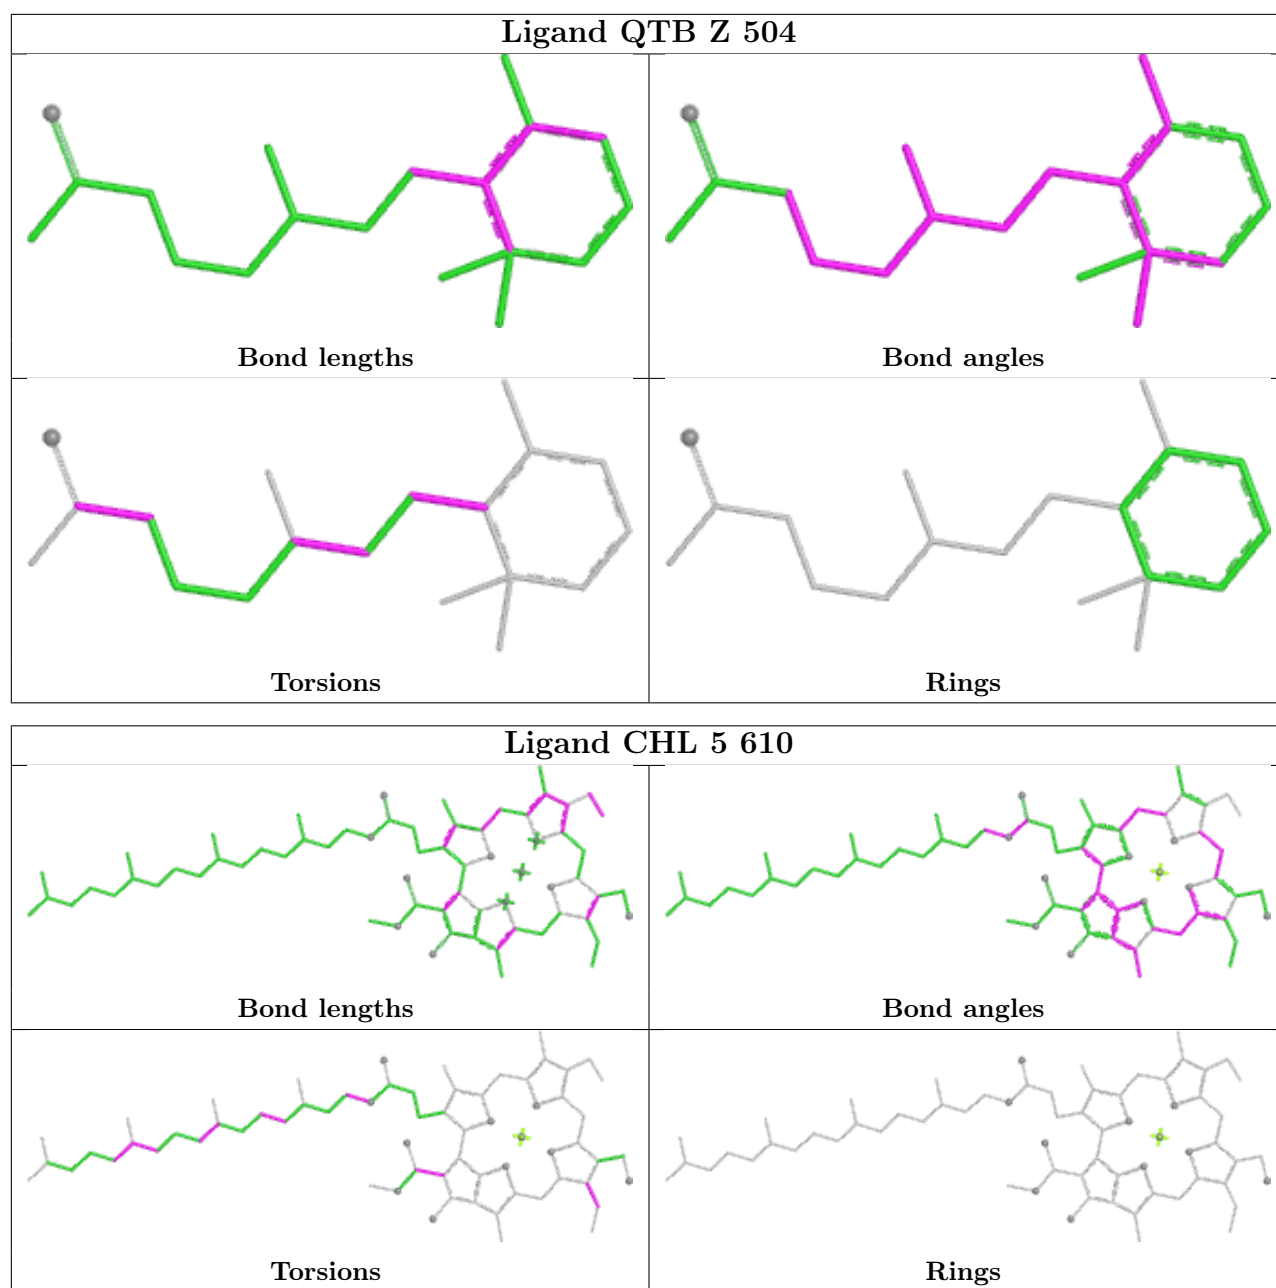 Ligand QTB Z 504
Bond lengths
Bond angles
Torsions
Rings
Ligand CHL 5 610
Bond lengths
Bond angles
Torsions
Rings